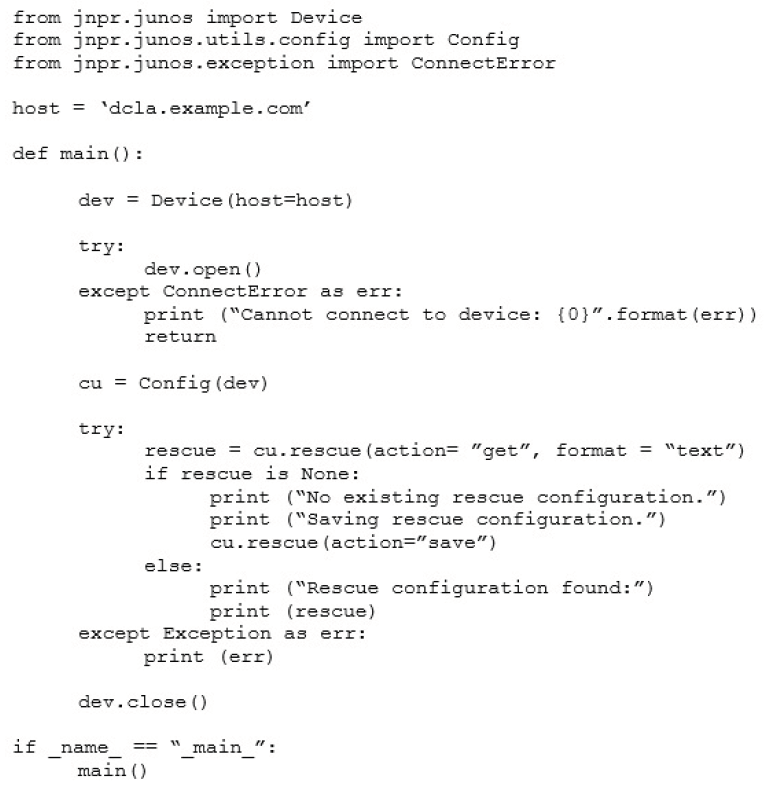 from jnpr.junos import Device
from jnpr.junos.utils.config import Config
from jnpr.junos.exception import ConnectError
host = ‘dcla.example.com’
def main():
dev = Device(host=host)
try:
dev.open()
except ConnectError as err:
print (“Cannot connect to device: {0}”.format(err))
return
cu = Config(dev)
try:
rescue = cu.rescue(action= ”get”, format = “text”)
if rescue is None:
print (“No existing rescue configuration.”)
print (“Saving rescue configuration.”)
cu.rescue(action=”save”)
else:
print (“Rescue configuration found:”)
print (rescue)
except Exception as err:
print (err)
dev.close()
if _name_ == “_main_”:
main()